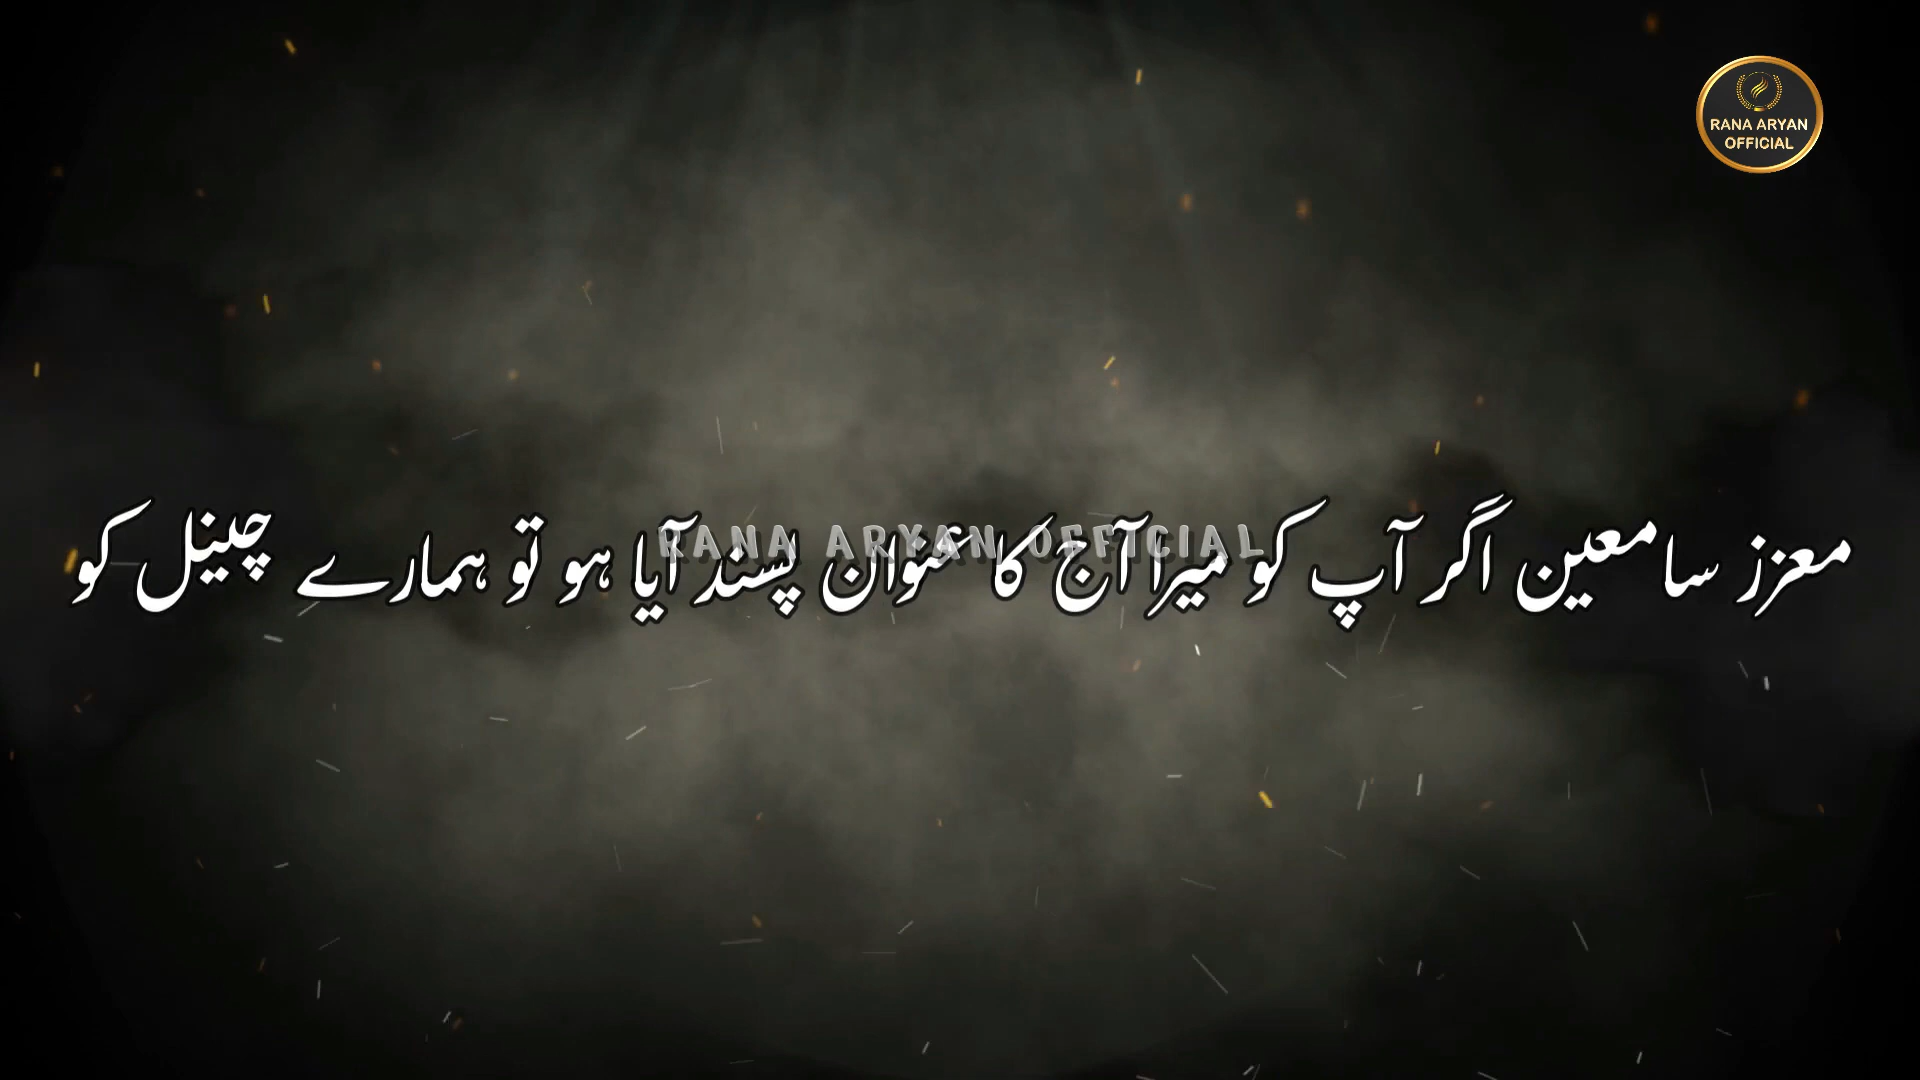 RANA ARYAN
OFFICIAL
معزز سامعین اگر آپ کو میرا آج کا عنوان پسند آیا ہو تو ہمارے چینل کو
RANA ARYAN OFFICIAL